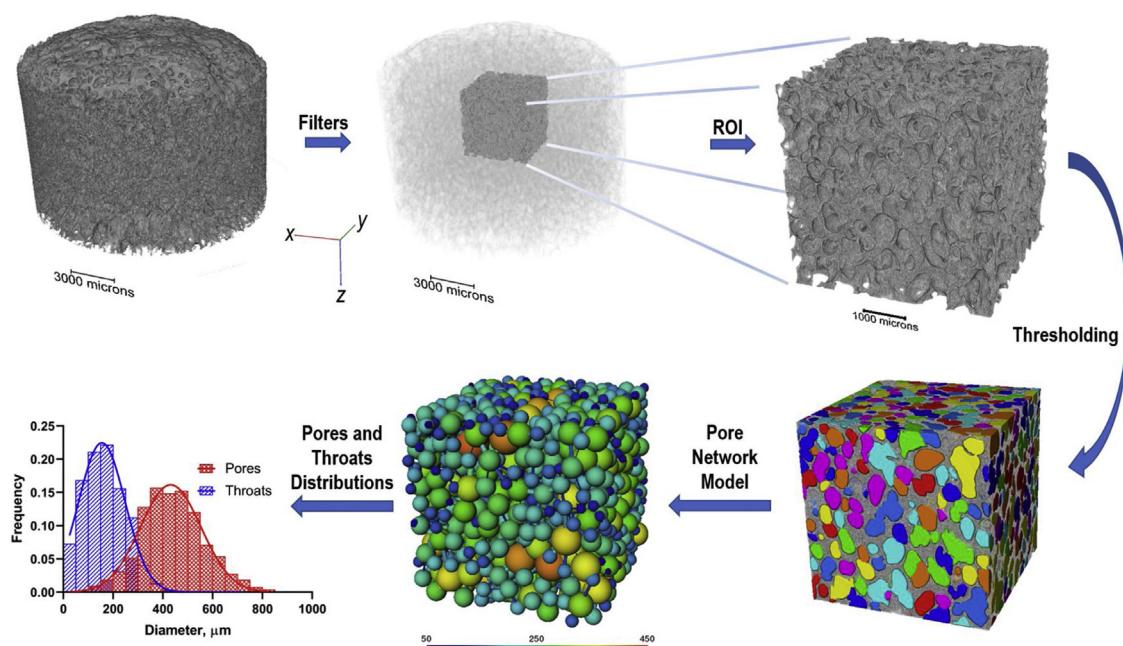 Filters
ROI
x
y
z
3000 microns
3000 microns
1000 microns
Thresholding
Pore
Network
Model
Pores and
Throats
Distributions
0.25
0.20
0.15
0.10
0.05
0.00
Frequency
Pores
Throats
0
200
400
600
800
1000
Diameter, μm
50
250
450